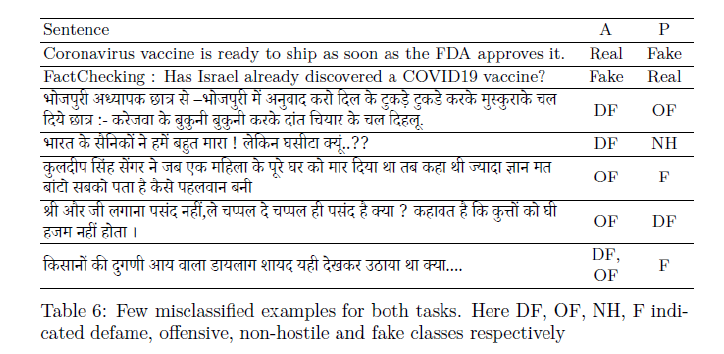 Sentence A P
Coronavirus vaccine is ready to ship as soon as the FDA approves it. Real Fake
FactChecking : Has Israel already discovered a COVID19 vaccine? Fake Real
भोजपुरी अध्यापक छात्र से –भोजपुरी में अनुवाद करो दिल के टुकड़े टुकडे करके मुस्कुराके चल
दिये छात्र :- करेजवा के बुकुनी बुकुनी करके दांत चियार के चल दिहलू. DF OF
भारत के सैनिकों ने हमें बहुत मारा ! लेकिन घसीटा क्यूं..?? DF NH
कुलदीप सिंह सेंगर ने जब एक महिला के पूरे घर को मार दिया था तब कहा थी ज्यादा ज्ञान मत
बांटो सबको पता है कैसे पहलवान बनी OF F
श्री और जी लगाना पसंद नहीं,ले चप्पल दे चप्पल ही पसंद है क्या ? कहावत है कि कुत्तों को घी
हजम नहीं होता । OF DF
किसानों की दुगणी आय वाला डायलाग शायद यही देखकर उठाया था क्या.... DF, OF F
Table 6: Few misclassified examples for both tasks. Here DF, OF, NH, F indi-
cated defame, offensive, non-hostile and fake classes respectively